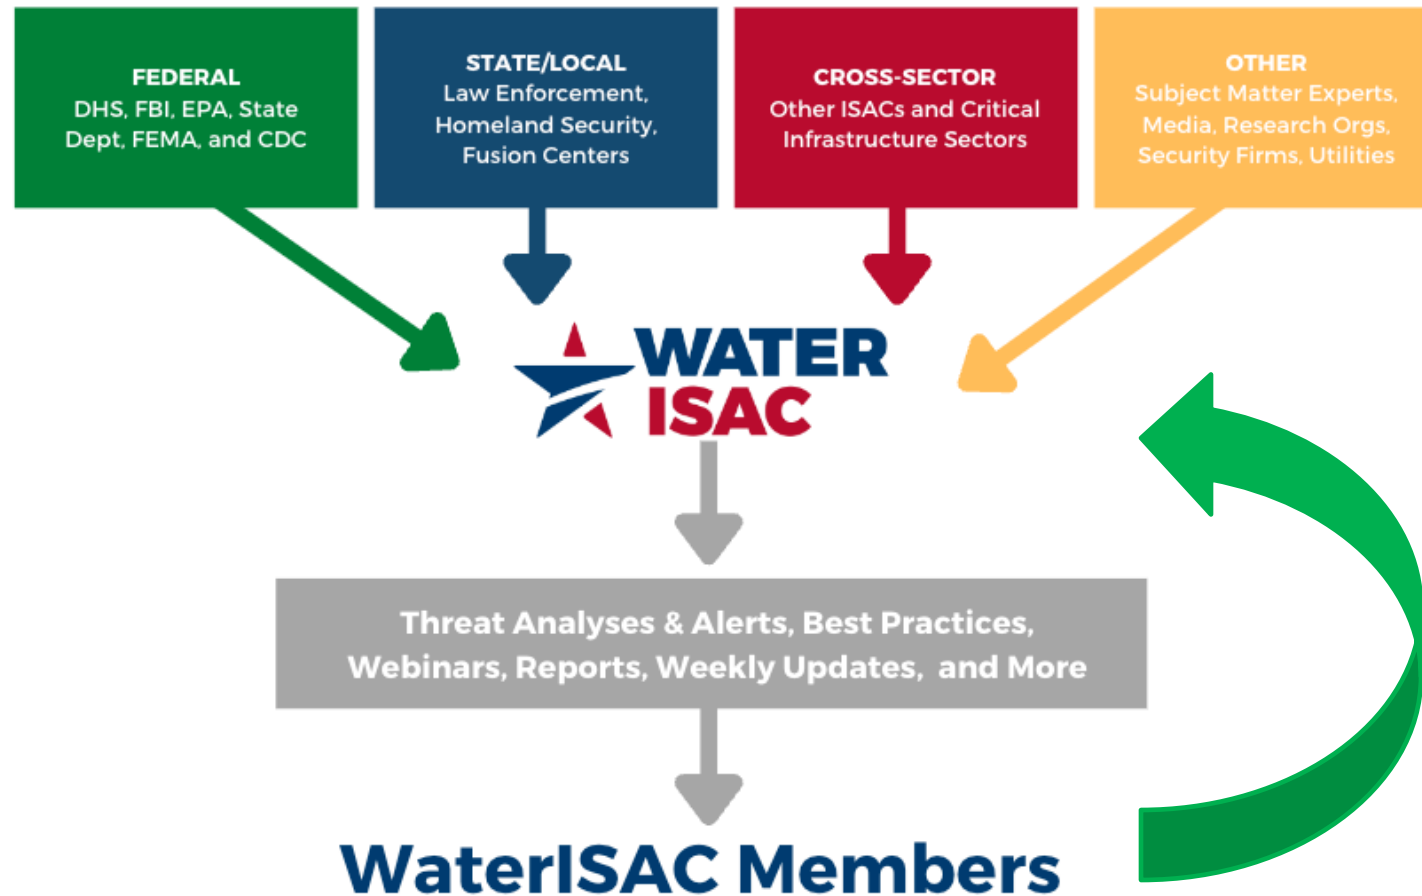 FEDERAL
DHS, FBI, EPA, State
Dept, FEMA, and CDC
STATE/LOCAL
Law Enforcement,
Homeland Security,
Fusion Centers
CROSS-SECTOR
Other ISACs and Critical
Infrastructure Sectors
OTHER
Subject Matter Experts,
Media, Research Orgs,
Security Firms, Utilities
WATER
ISAC
Threat Analyses & Alerts, Best Practices,
Webinars, Reports, Weekly Updates, and More
WaterISAC Members